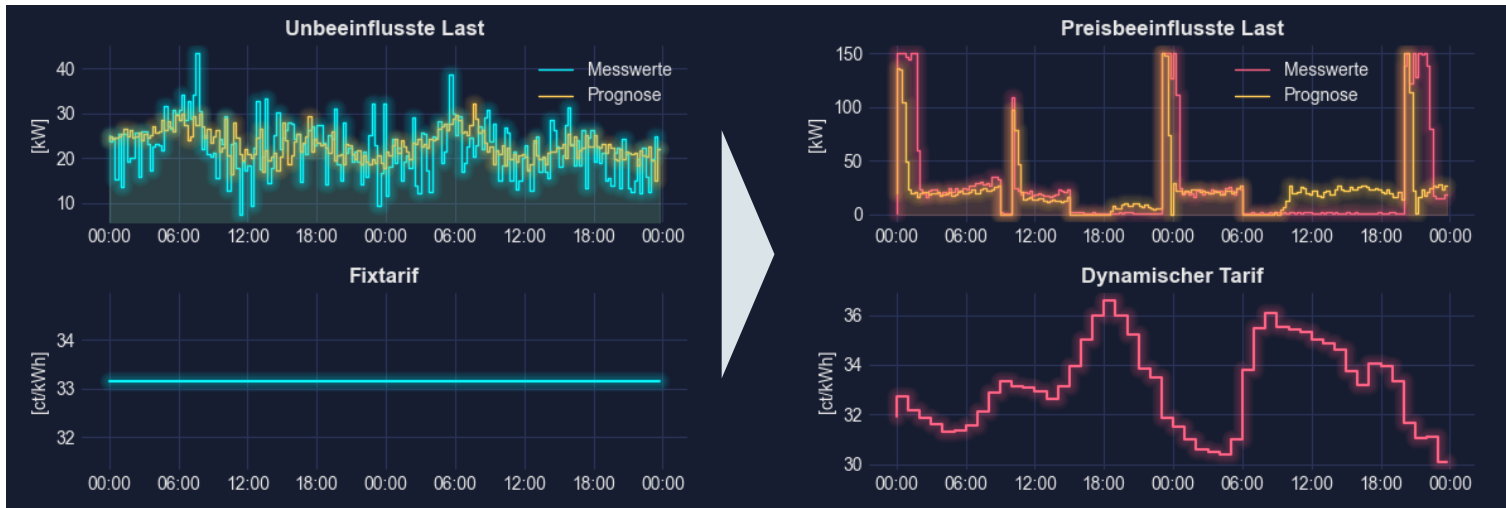 Unbeeinflusste Last
[kW]
40
30
20
10
Messwerte
Prognose
00:00 06:00 12:00 18:00 00:00 06:00 12:00 18:00 00:00
Fixtarif
[ct/kWh]
34
33
32
00:00 06:00 12:00 18:00 00:00 06:00 12:00 18:00 00:00
Preisbeeinflusste Last
[kW]
150
100
50
0
Messwerte
Prognose
00:00 06:00 12:00 18:00 00:00 06:00 12:00 18:00 00:00
Dynamischer Tarif
[ct/kWh]
36
34
32
30
00:00 06:00 12:00 18:00 00:00 06:00 12:00 18:00 00:00